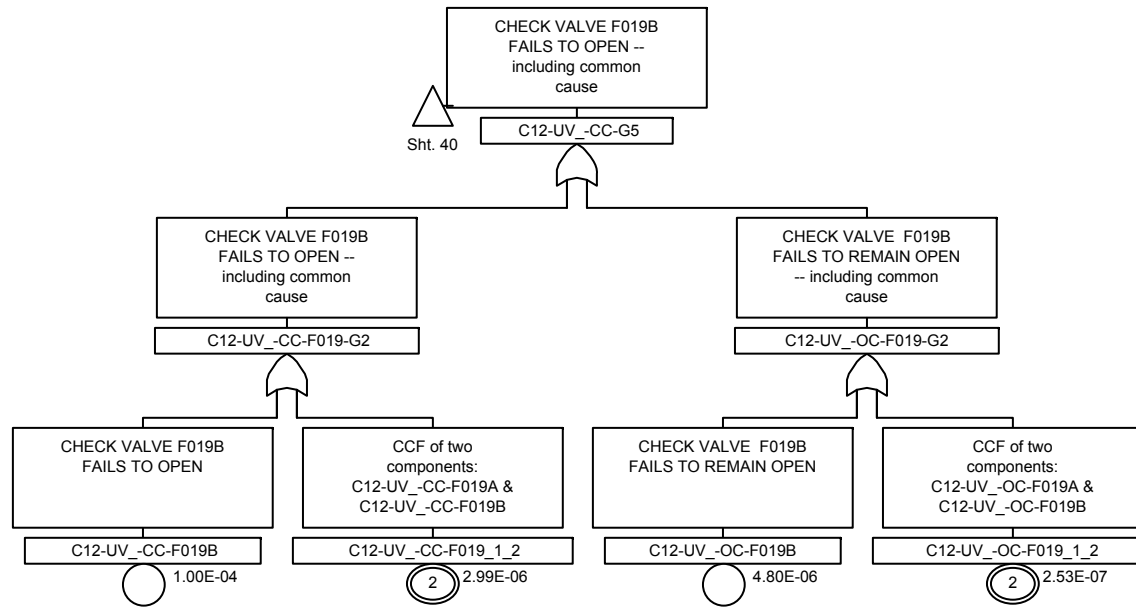 CHECK VALVE F019B
FAILS TO OPEN --
including common
cause
Sht. 40
C12-UV_-CC-G5
CHECK VALVE F019B
FAILS TO OPEN --
including common
cause
C12-UV_-CC-F019-G2
CHECK VALVE  F019B
FAILS TO REMAIN OPEN
-- including common
cause
C12-UV_-OC-F019-G2
CHECK VALVE F019B
FAILS TO OPEN
C12-UV_-CC-F019B
1.00E-04
CCF of two
components:
C12-UV_-CC-F019A &
C12-UV_-CC-F019B
C12-UV_-CC-F019_1_2
2
2.99E-06
CHECK VALVE  F019B
FAILS TO REMAIN OPEN
C12-UV_-OC-F019B
4.80E-06
CCF of two
components:
C12-UV_-OC-F019A &
C12-UV_-OC-F019B
C12-UV_-OC-F019_1_2
2
2.53E-07